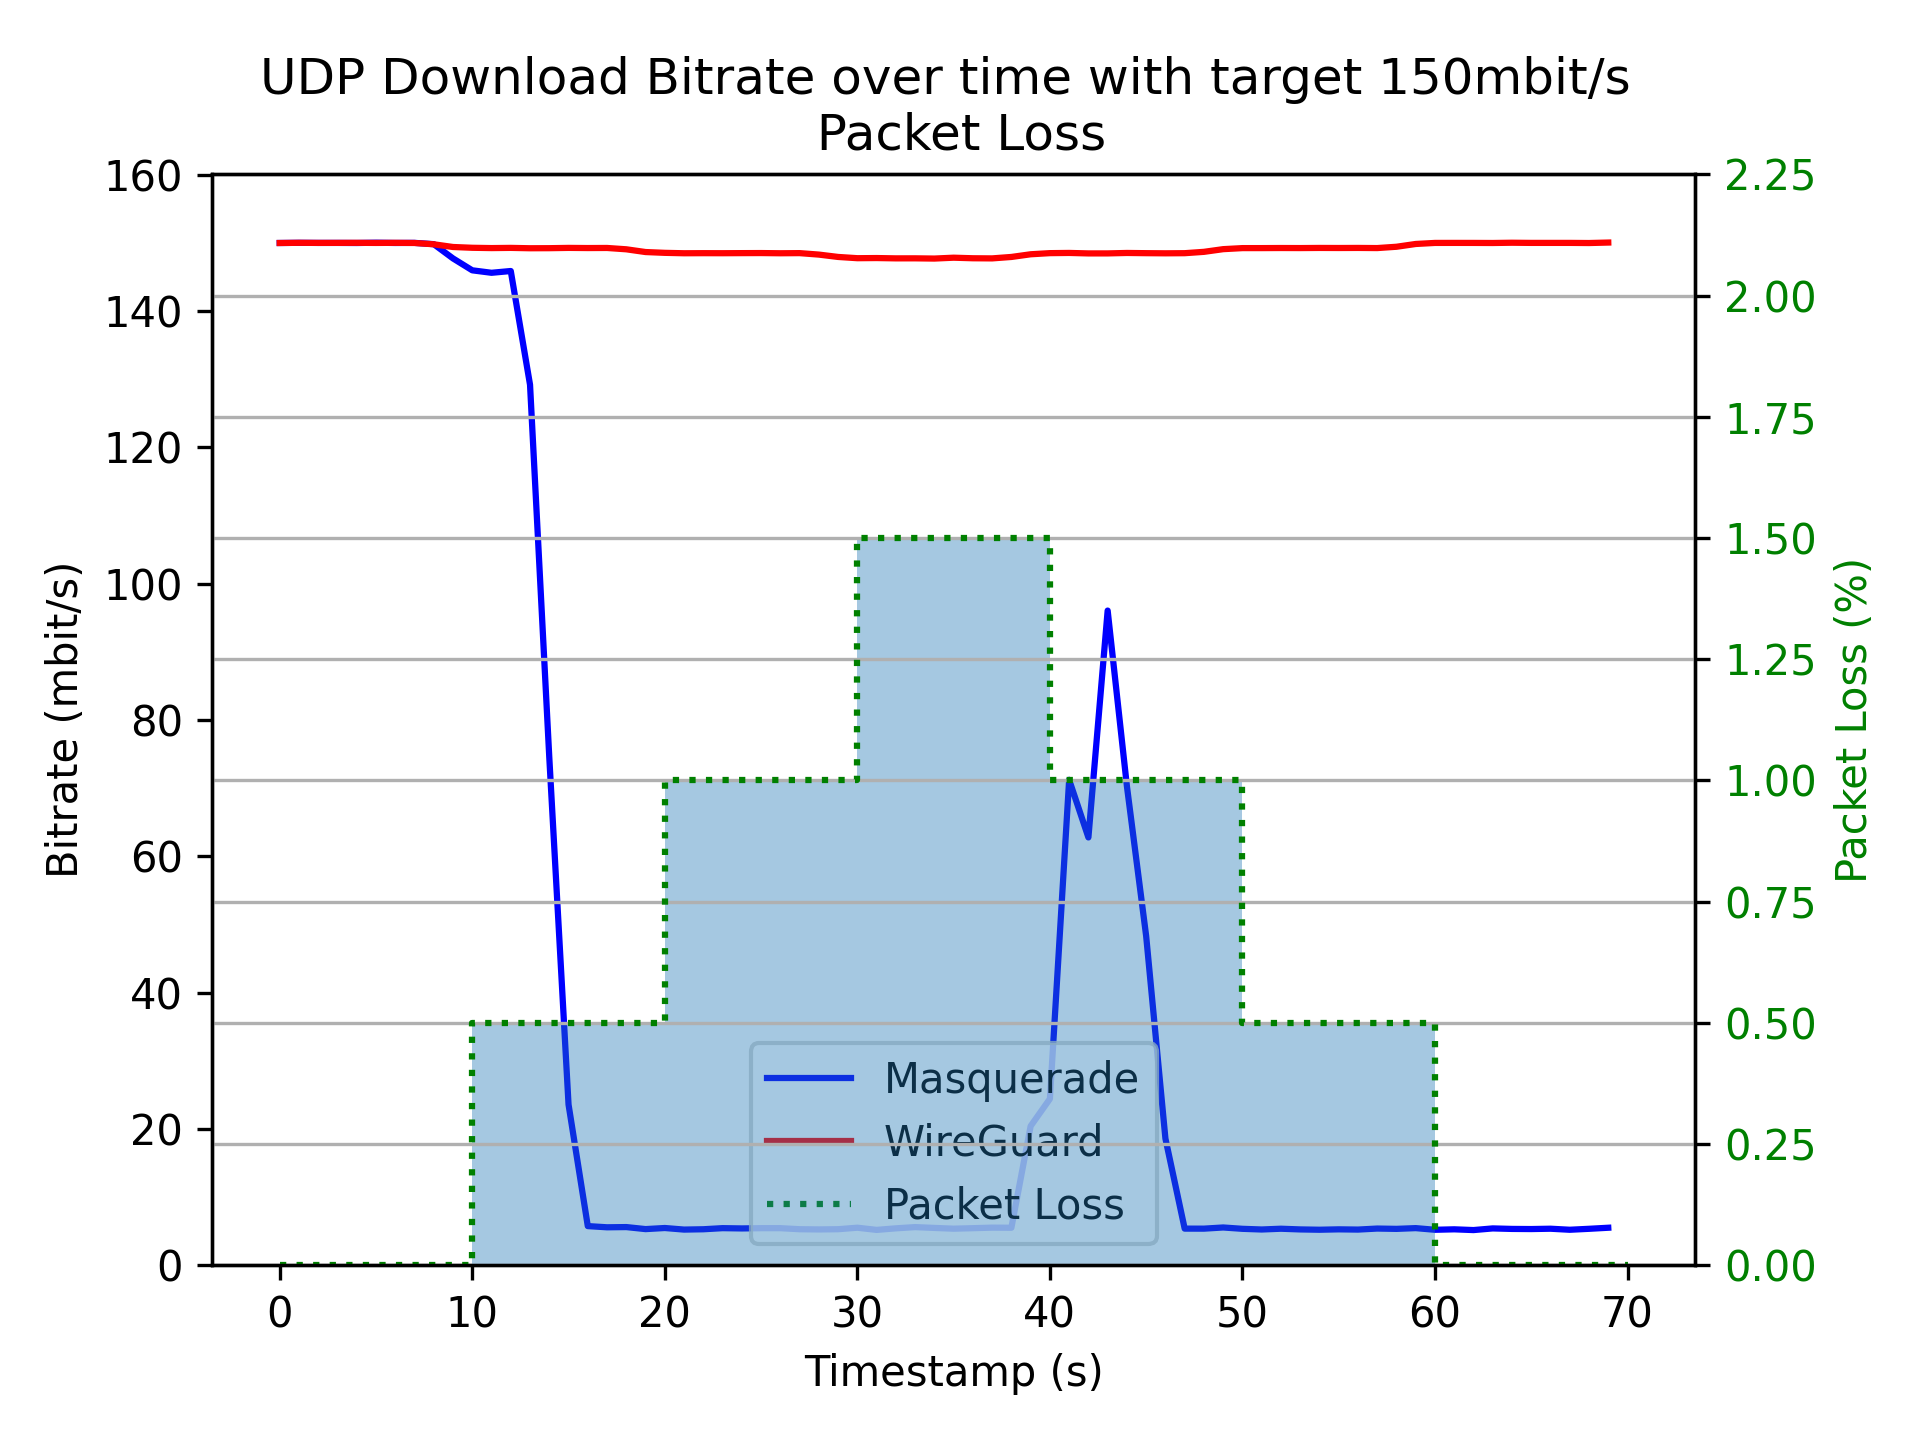 UDP Download Bitrate over time with target 150mbit/s
Packet Loss
160
140
120
100
80
60
40
20
0
Bitrate (mbit/s)
2.25
2.00
1.75
1.50
1.25
1.00
0.75
0.50
0.25
0.00
Packet Loss (%)
Masquerade
WireGuard
Packet Loss
0 10 20 30 40 50 60 70
Timestamp (s)